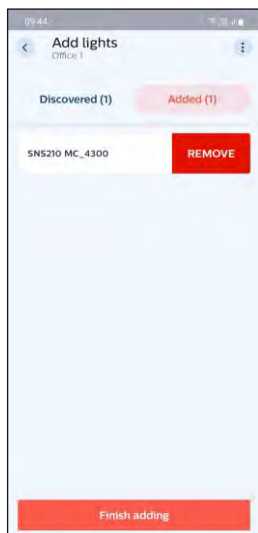 09:44
Add lights
Office 1
Discovered (1)
Added (1)
SNS210 MC_4300
REMOVE
Finish adding